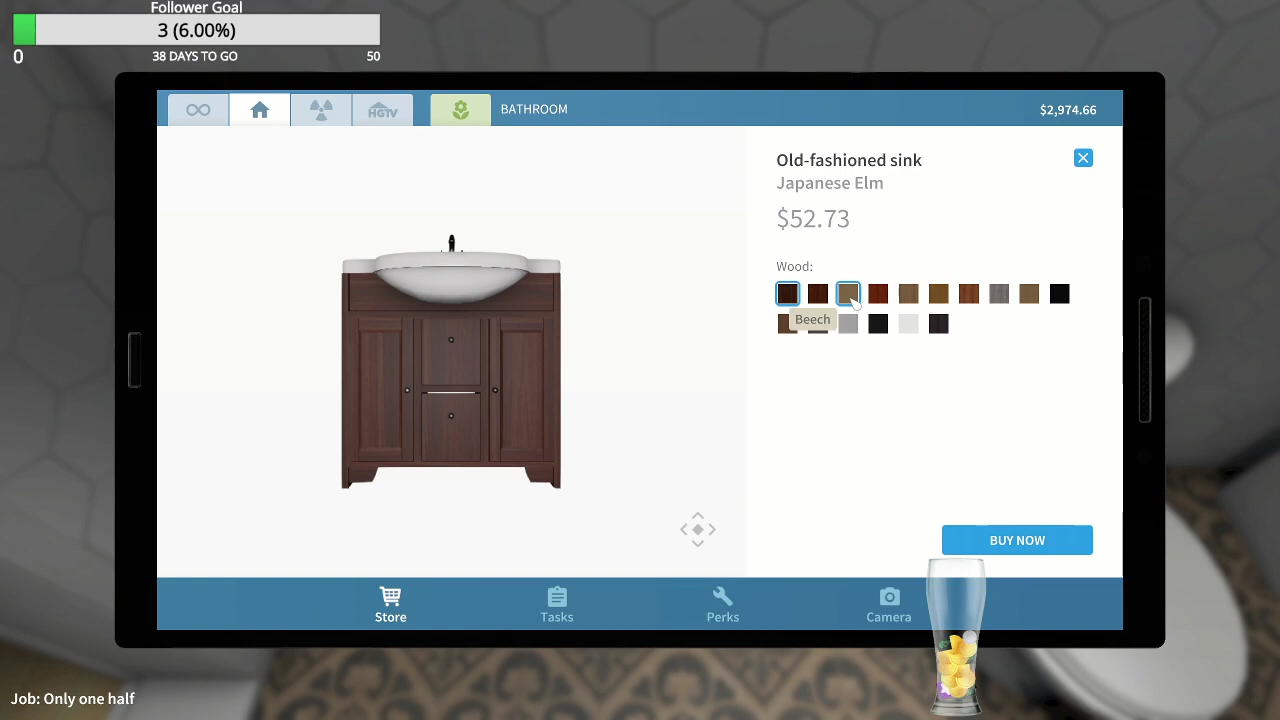 Follower Goal
3 (6.00%)
0
38 DAYS TO GO
50
HGTV
BATHROOM
$2,974.66
Old-fashioned sink
Japanese Elm
$52.73
Wood:
Beech
BUY NOW
Store
Tasks
Perks
Camera
Job: Only one half